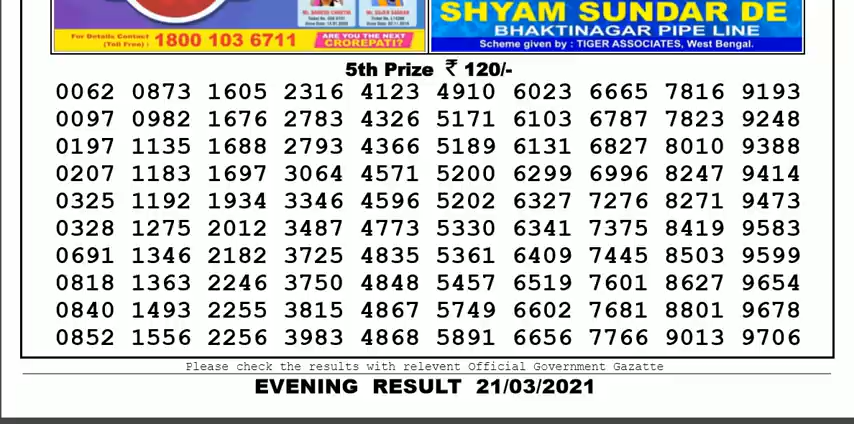 SHYAM SUNDAR DE
BHAKTINAGAR PIPE LINE
Scheme given by : TIGER ASSOCIATES, West Bengal.
For Details Contact
(Toll Free) : 1800 103 6711
ARE YOU THE NEXT
CROREPATI?
5th Prize ₹ 120/-
0062 0873 1605 2316 4123 4910 6023 6665 7816 9193
0097 0982 1676 2783 4326 5171 6103 6787 7823 9248
0197 1135 1688 2793 4366 5189 6131 6827 8010 9388
0207 1183 1697 3064 4571 5200 6299 6996 8247 9414
0325 1192 1934 3346 4596 5202 6327 7276 8271 9473
0328 1275 2012 3487 4773 5330 6341 7375 8419 9583
0691 1346 2182 3725 4835 5361 6409 7445 8503 9599
0818 1363 2246 3750 4848 5457 6519 7601 8627 9654
0840 1493 2255 3815 4867 5749 6602 7681 8801 9678
0852 1556 2256 3983 4868 5891 6656 7766 9013 9706
Please check the results with relevent Official Government Gazatte
EVENING RESULT 21/03/2021